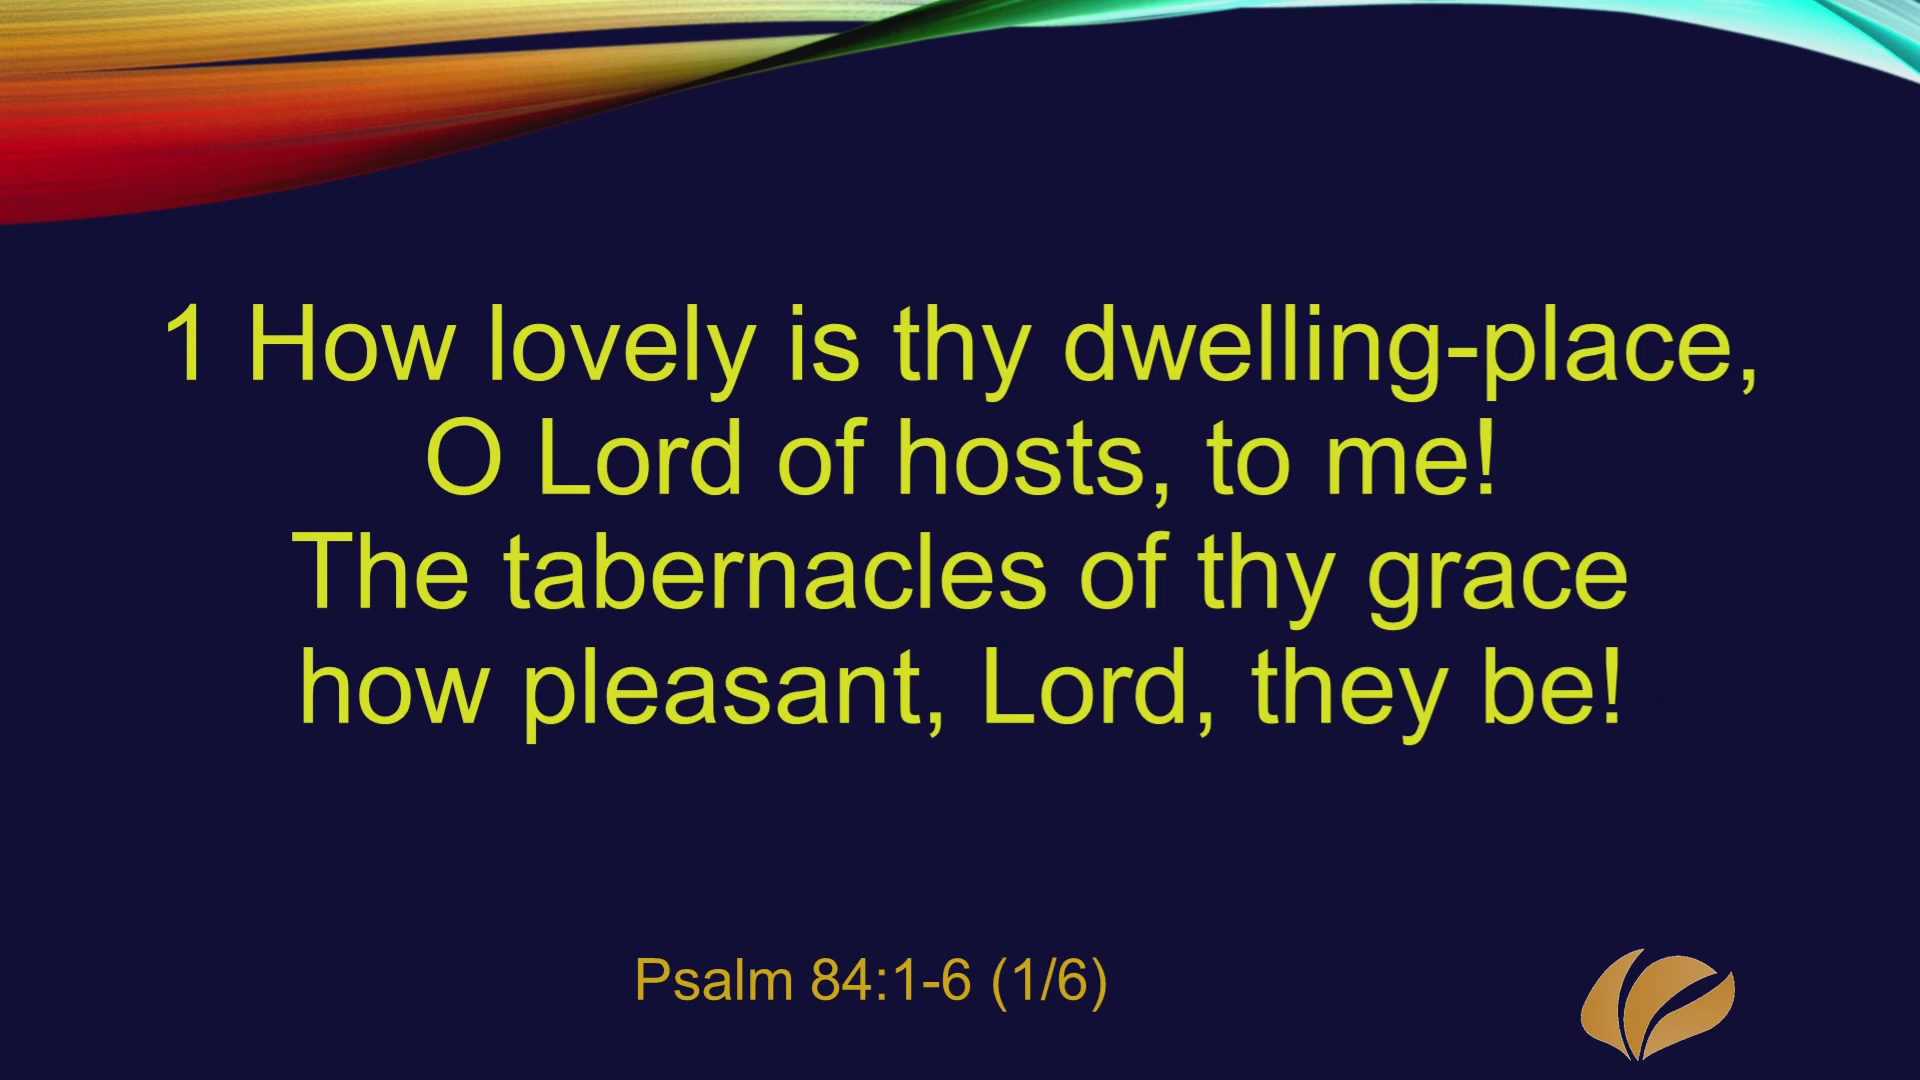 1 How lovely is thy dwelling-place,
O Lord of hosts, to me!
The tabernacles of thy grace
how pleasant, Lord, they be!
Psalm 84:1-6 (1/6)